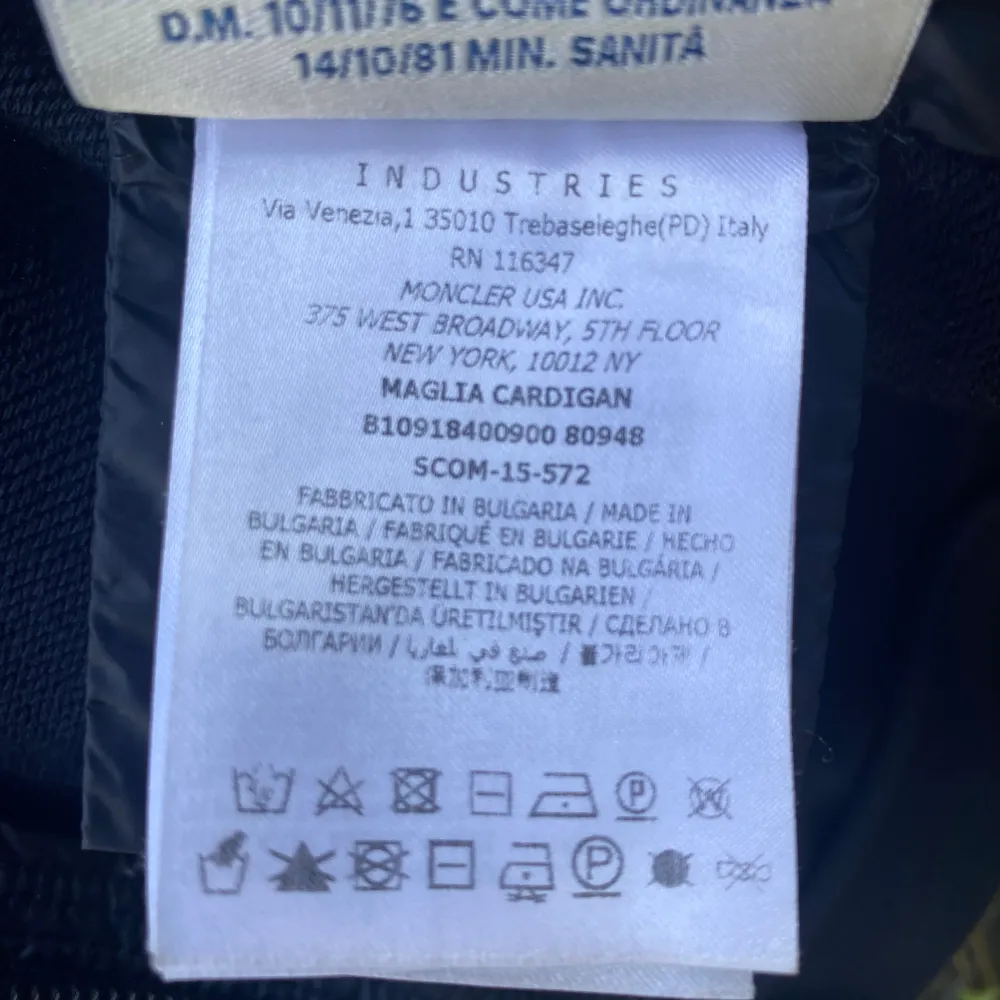 D.M. 10/11/76 E COME ORDINANZA
14/10/81 MIN. SANITÀ
INDUSTRIES
Via Venezia,1 35010 Trebaseleghe(PD) Italy
RN 116347
MONCLER USA INC.
375 WEST BROADWAY, 5TH FLOOR
NEW YORK, 10012 NY
MAGLIA CARDIGAN
B10918400900 80948
SCOM-15-572
FABBRICATO IN BULGARIA / MADE IN
BULGARIA / FABRIQUÉ EN BULGARIE / HECHO
EN BULGARIA / FABRICADO NA BULGÁRIA /
HERGESTELLT IN BULGARIEN /
BULGARISTAN'DA ÜRETILMIŞTIR / СДЕЛАНО В
БОЛГАРИИ / صنع في بلغاريا / 불가리아제 /
保加利亚制造
P
W
P